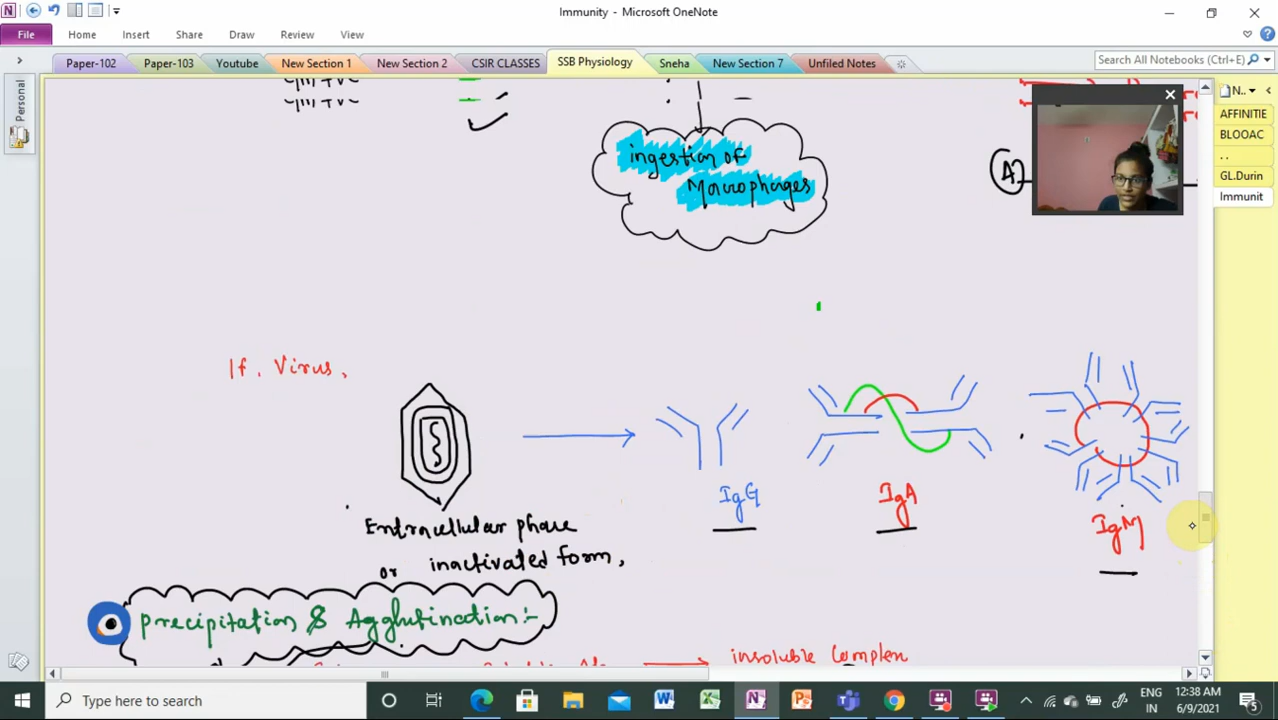 Immunity - Microsoft OneNote
File Home Insert Share Draw Review View
Paper-102 Paper-103 Youtube New Section 1 New Section 2 CSIR CLASSES SSB Physiology Sneha New Section 7 Unfiled Notes Search All Notebooks (Ctrl+E)
Personal
N..
AFFINITIE
BLOOAC
. .
GL.Durin
Immunit
ingestion of
Macrophages
A
If. Virus,
IgG
IgA
IgM
Extracellular phase
or inactivated form,
precipitation & Agglutination:-
insoluble Complex
Type here to search
ENG
IN
12:38 AM
6/9/2021
5